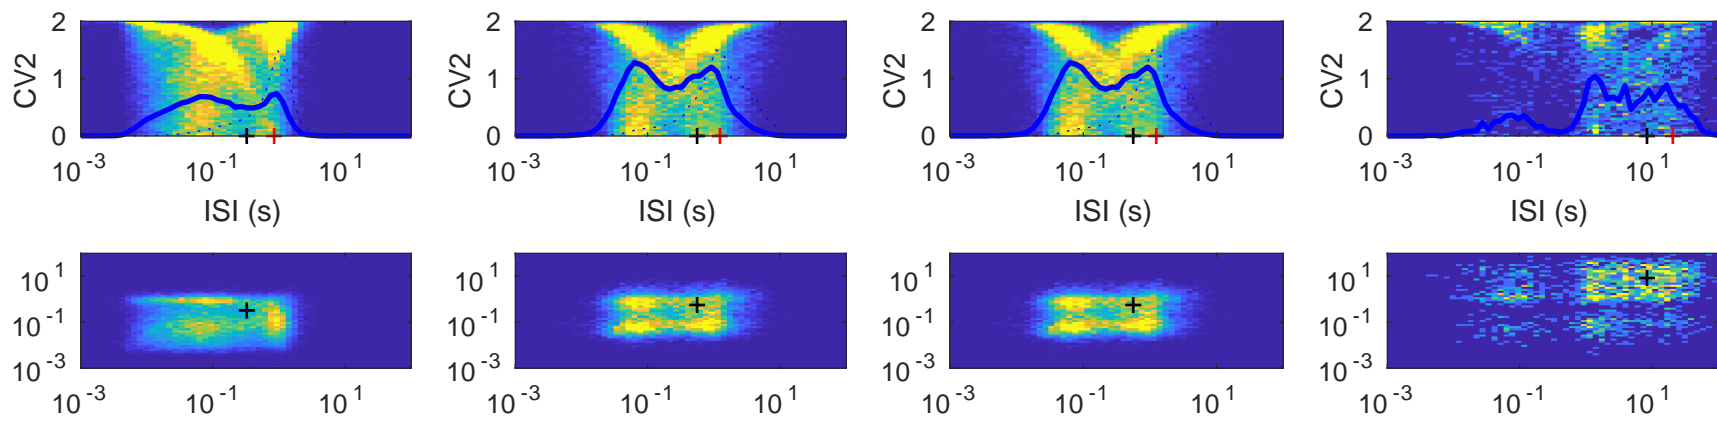 2 2 2 2
CV2 CV2 CV2 CV2
1 1 1 1
0 0 0 0
10^-3 10^-1 10^1 10^-3 10^-1 10^1 10^-3 10^-1 10^1 10^-3 10^-1 10^1
ISI (s) ISI (s) ISI (s) ISI (s)
10^1 10^1 10^1 10^1
10^-1 10^-1 10^-1 10^-1
10^-3 10^-3 10^-3 10^-3
10^-3 10^-1 10^1 10^-3 10^-1 10^1 10^-3 10^-1 10^1 10^-3 10^-1 10^1